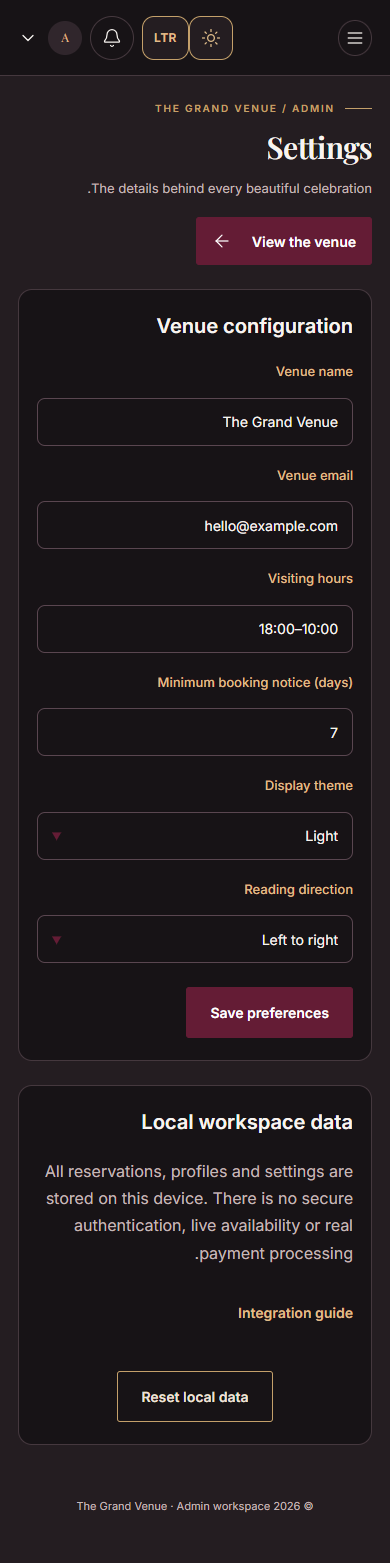 A
LTR
THE GRAND VENUE / ADMIN
Settings
.The details behind every beautiful celebration
View the venue
Venue configuration
Venue name
The Grand Venue
Venue email
hello@example.com
Visiting hours
18:00–10:00
Minimum booking notice (days)
7
Display theme
Light
Reading direction
Left to right
Save preferences
Local workspace data
All reservations, profiles and settings are
stored on this device. There is no secure
authentication, live availability or real
.payment processing
Integration guide
Reset local data
The Grand Venue · Admin workspace 2026 ©